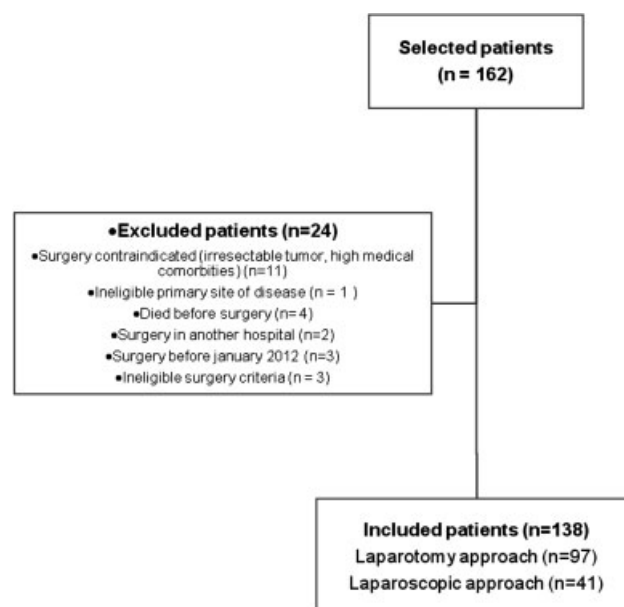 Selected patients
(n = 162)
•Excluded patients (n=24)
•Surgery contraindicated (irresectable tumor, high medical
comorbities) (n=11)
•Ineligible primary site of disease (n = 1 )
•Died before surgery (n= 4)
•Surgery in another hospital (n=2)
•Surgery before january 2012 (n=3)
•Ineligible surgery criteria (n = 3)
Included patients (n=138)
Laparotomy approach (n=97)
Laparoscopic approach (n=41)